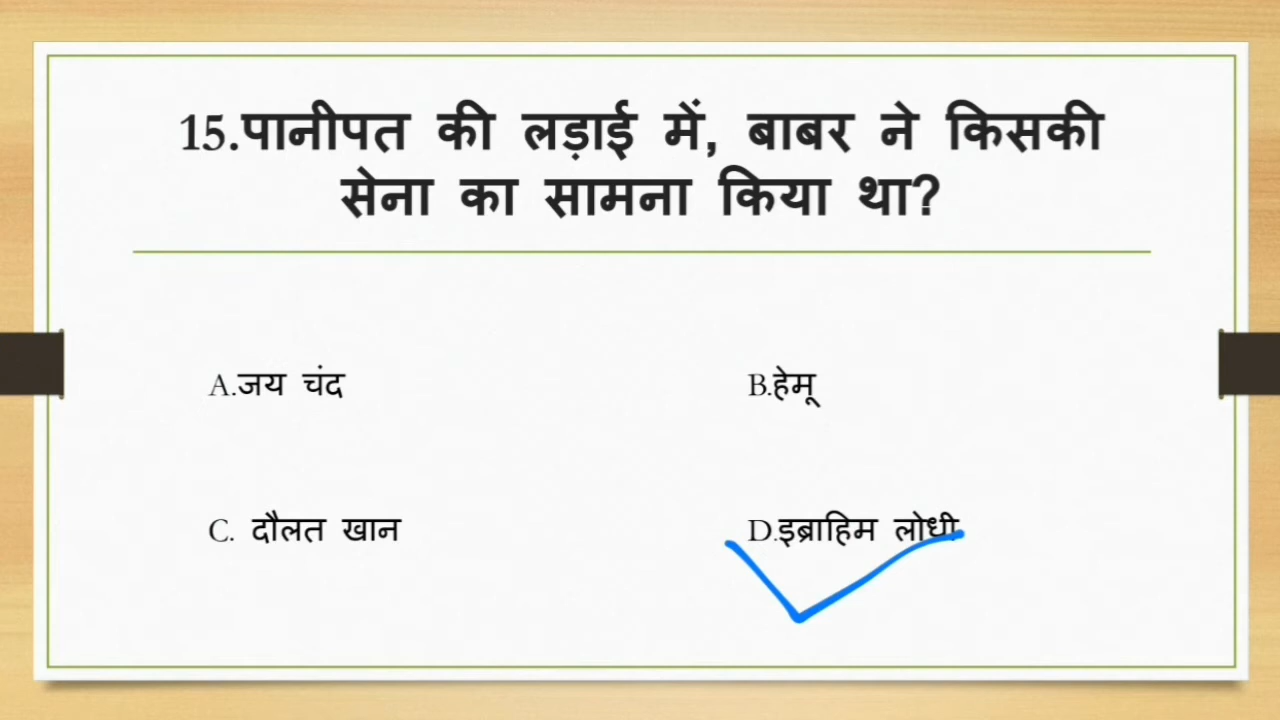 15.पानीपत की लड़ाई में, बाबर ने किसकी
सेना का सामना किया था?
A.जय चंद
B.हेमू
C. दौलत खान
D.इब्राहिम लोधी